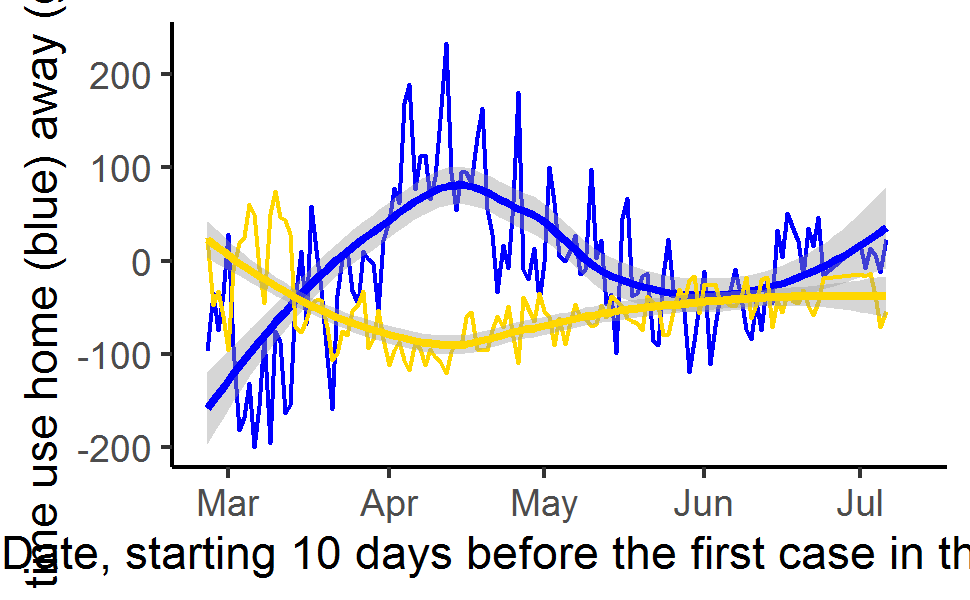 time use home (blue) away (
200
100
0
-100
-200
Mar Apr May Jun Jul
Date, starting 10 days before the first case in th